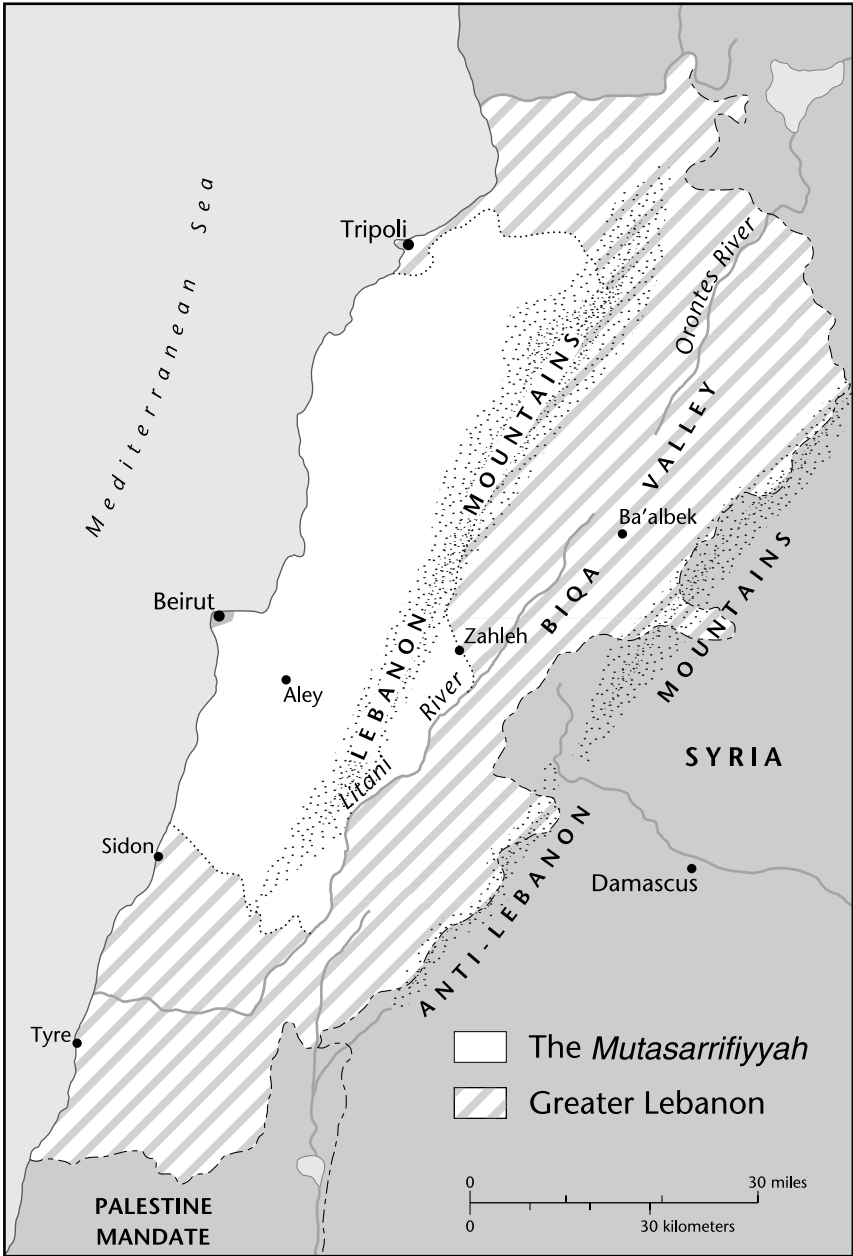 Mediterranean Sea
Tripoli
Orontes River
LEBANON MOUNTAINS
BIQA VALLEY
Ba'albek
Beirut
Zahleh
Aley
Litani River
ANTI-LEBANON MOUNTAINS
SYRIA
Sidon
Damascus
Tyre
The Mutasarrifiyyah
Greater Lebanon
PALESTINE
MANDATE
0 30 miles
0 30 kilometers